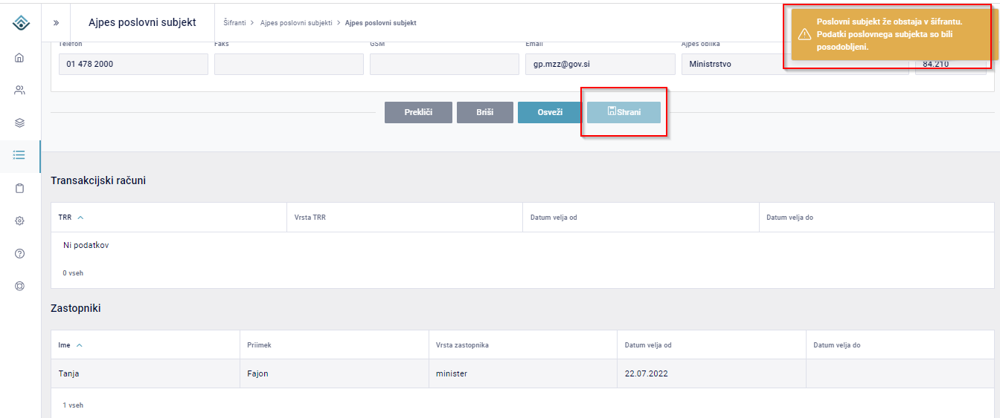 Ajpes poslovni subjekt
Šifranti > Ajpes poslovni subjekti > Ajpes poslovni subjekt
Poslovni subjekt že obstaja v šifrantu.
Podatki poslovnega subjekta so bili
posodobljeni.
Telefon Faks GSM Email Ajpes oblika
01 478 2000 gp.mzz@gov.si Ministrstvo 84.210
Prekliči Briši Osveži Shrani
Transakcijski računi
TRR Vrsta TRR Datum velja od Datum velja do
Ni podatkov
0 vseh
Zastopniki
Ime Priimek Vrsta zastopnika Datum velja od Datum velja do
Tanja Fajon minister 22.07.2022
1 vseh